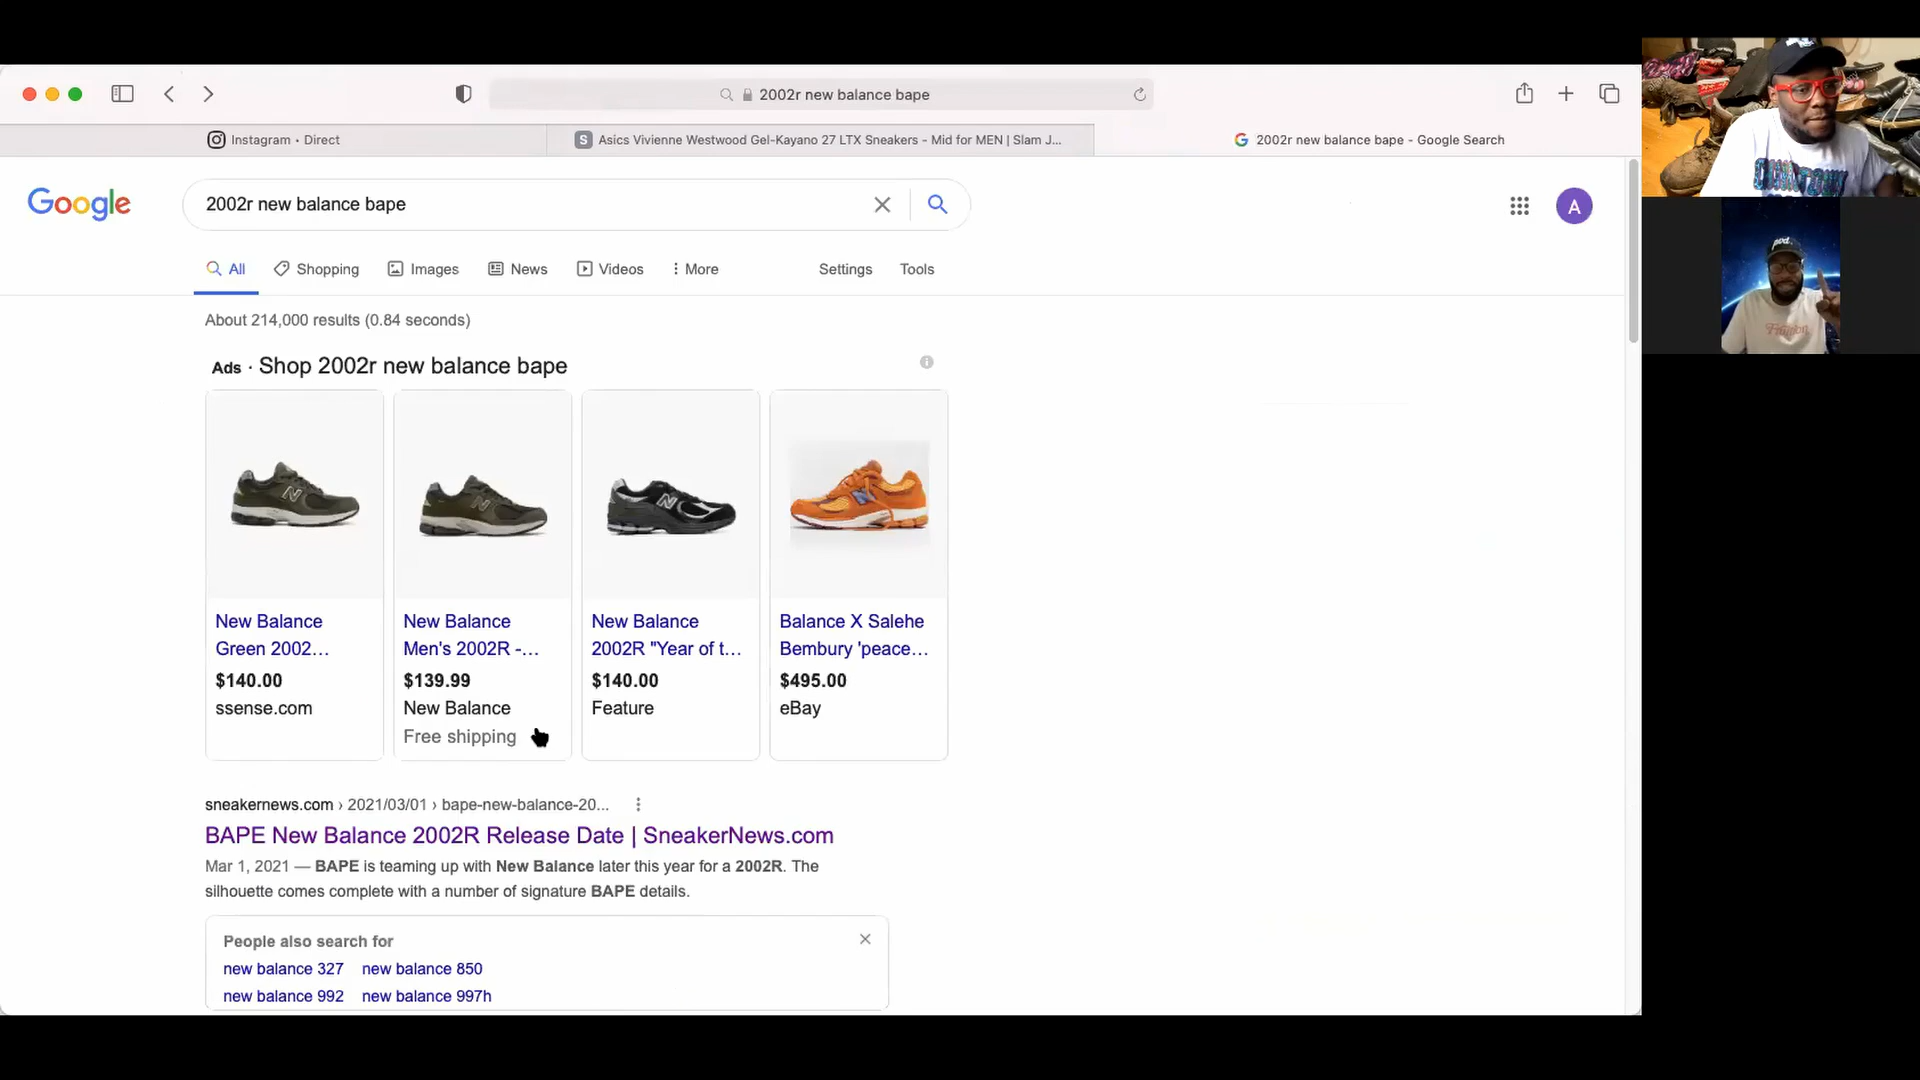 2002r new balance bape
Instagram • Direct
S Asics Vivienne Westwood Gel-Kayano 27 LTX Sneakers - Mid for MEN | Slam J...
2002r new balance bape - Google Search
Google
2002r new balance bape
A
All Shopping Images News Videos More Settings Tools
About 214,000 results (0.84 seconds)
Ads · Shop 2002r new balance bape
New Balance
Green 2002...
$140.00
ssense.com
New Balance
Men's 2002R -...
$139.99
New Balance
Free shipping
New Balance
2002R "Year of t...
$140.00
Feature
Balance X Salehe
Bembury 'peace...
$495.00
eBay
sneakernews.com › 2021/03/01 › bape-new-balance-20...
BAPE New Balance 2002R Release Date | SneakerNews.com
Mar 1, 2021 — BAPE is teaming up with New Balance later this year for a 2002R. The
silhouette comes complete with a number of signature BAPE details.
People also search for
new balance 327 new balance 850
new balance 992 new balance 997h